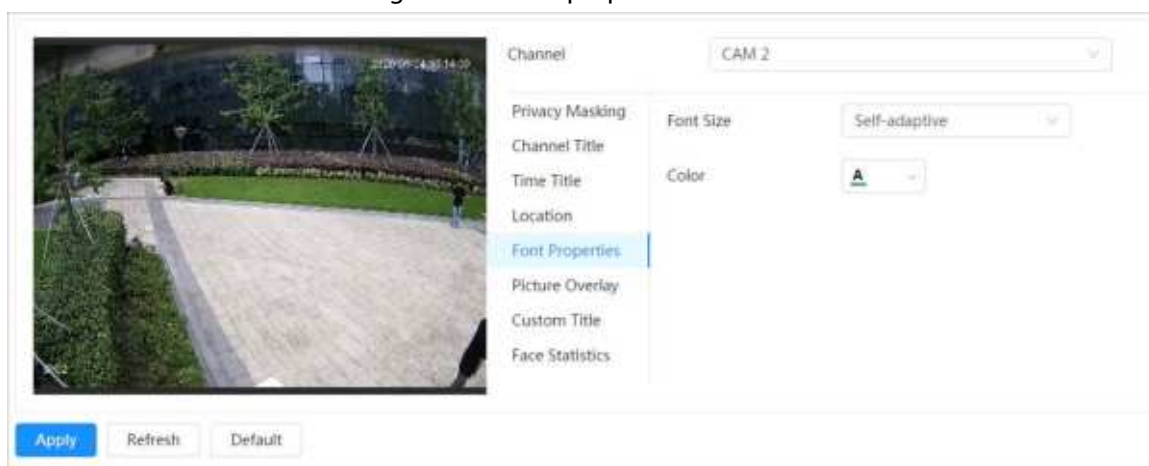 Channel
CAM 2
Privacy Masking
Font Size
Self-adaptive
Channel Title
Time Title
Color
A
Location
Font Properties
Picture Overlay
Custom Title
Face Statistics
Apply
Refresh
Default